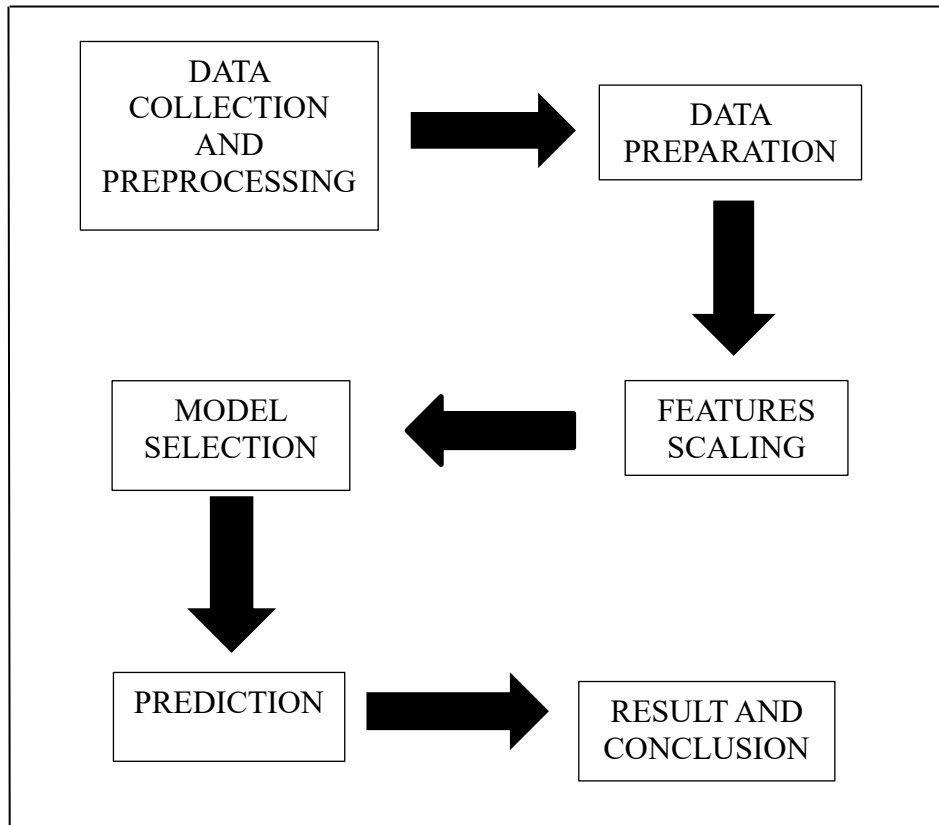 DATA
COLLECTION
AND
PREPROCESSING
DATA
PREPARATION
FEATURES
SCALING
MODEL
SELECTION
PREDICTION
RESULT AND
CONCLUSION